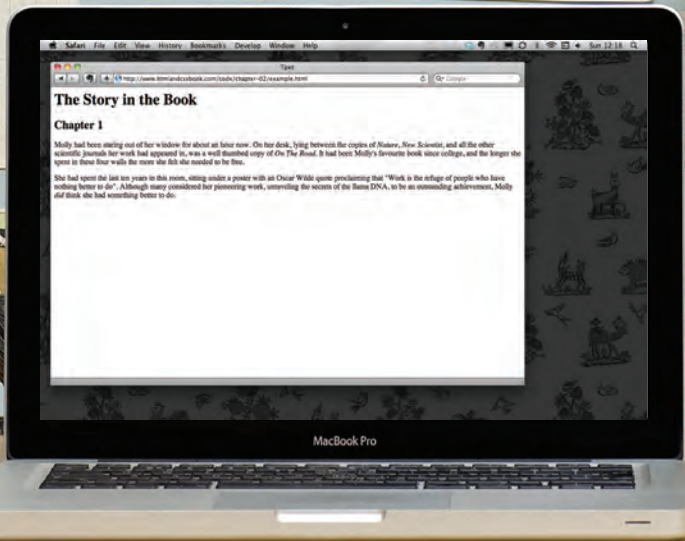 Safari File Edit View History Bookmarks Develop Window Help
Sun 12:18
Text
http://www.htmlandcssbook.com/code/chapter-02/example.html
Google
The Story in the Book
Chapter 1
Molly had been staring out of her window for about an hour now. On her desk, lying between the copies of Nature, New Scientist, and all the other
scientific journals her work had appeared in, was a well thumbed copy of On The Road. It had been Molly's favourite book since college, and the longer she
spent in these four walls the more she felt she needed to be free.
She had spent the last ten years in this room, sitting under a poster with an Oscar Wilde quote proclaiming that "Work is the refuge of people who have
nothing better to do". Although many considered her pioneering work, unraveling the secrets of the llama DNA, to be an outstanding achievement, Molly
did think she had something better to do.
MacBook Pro